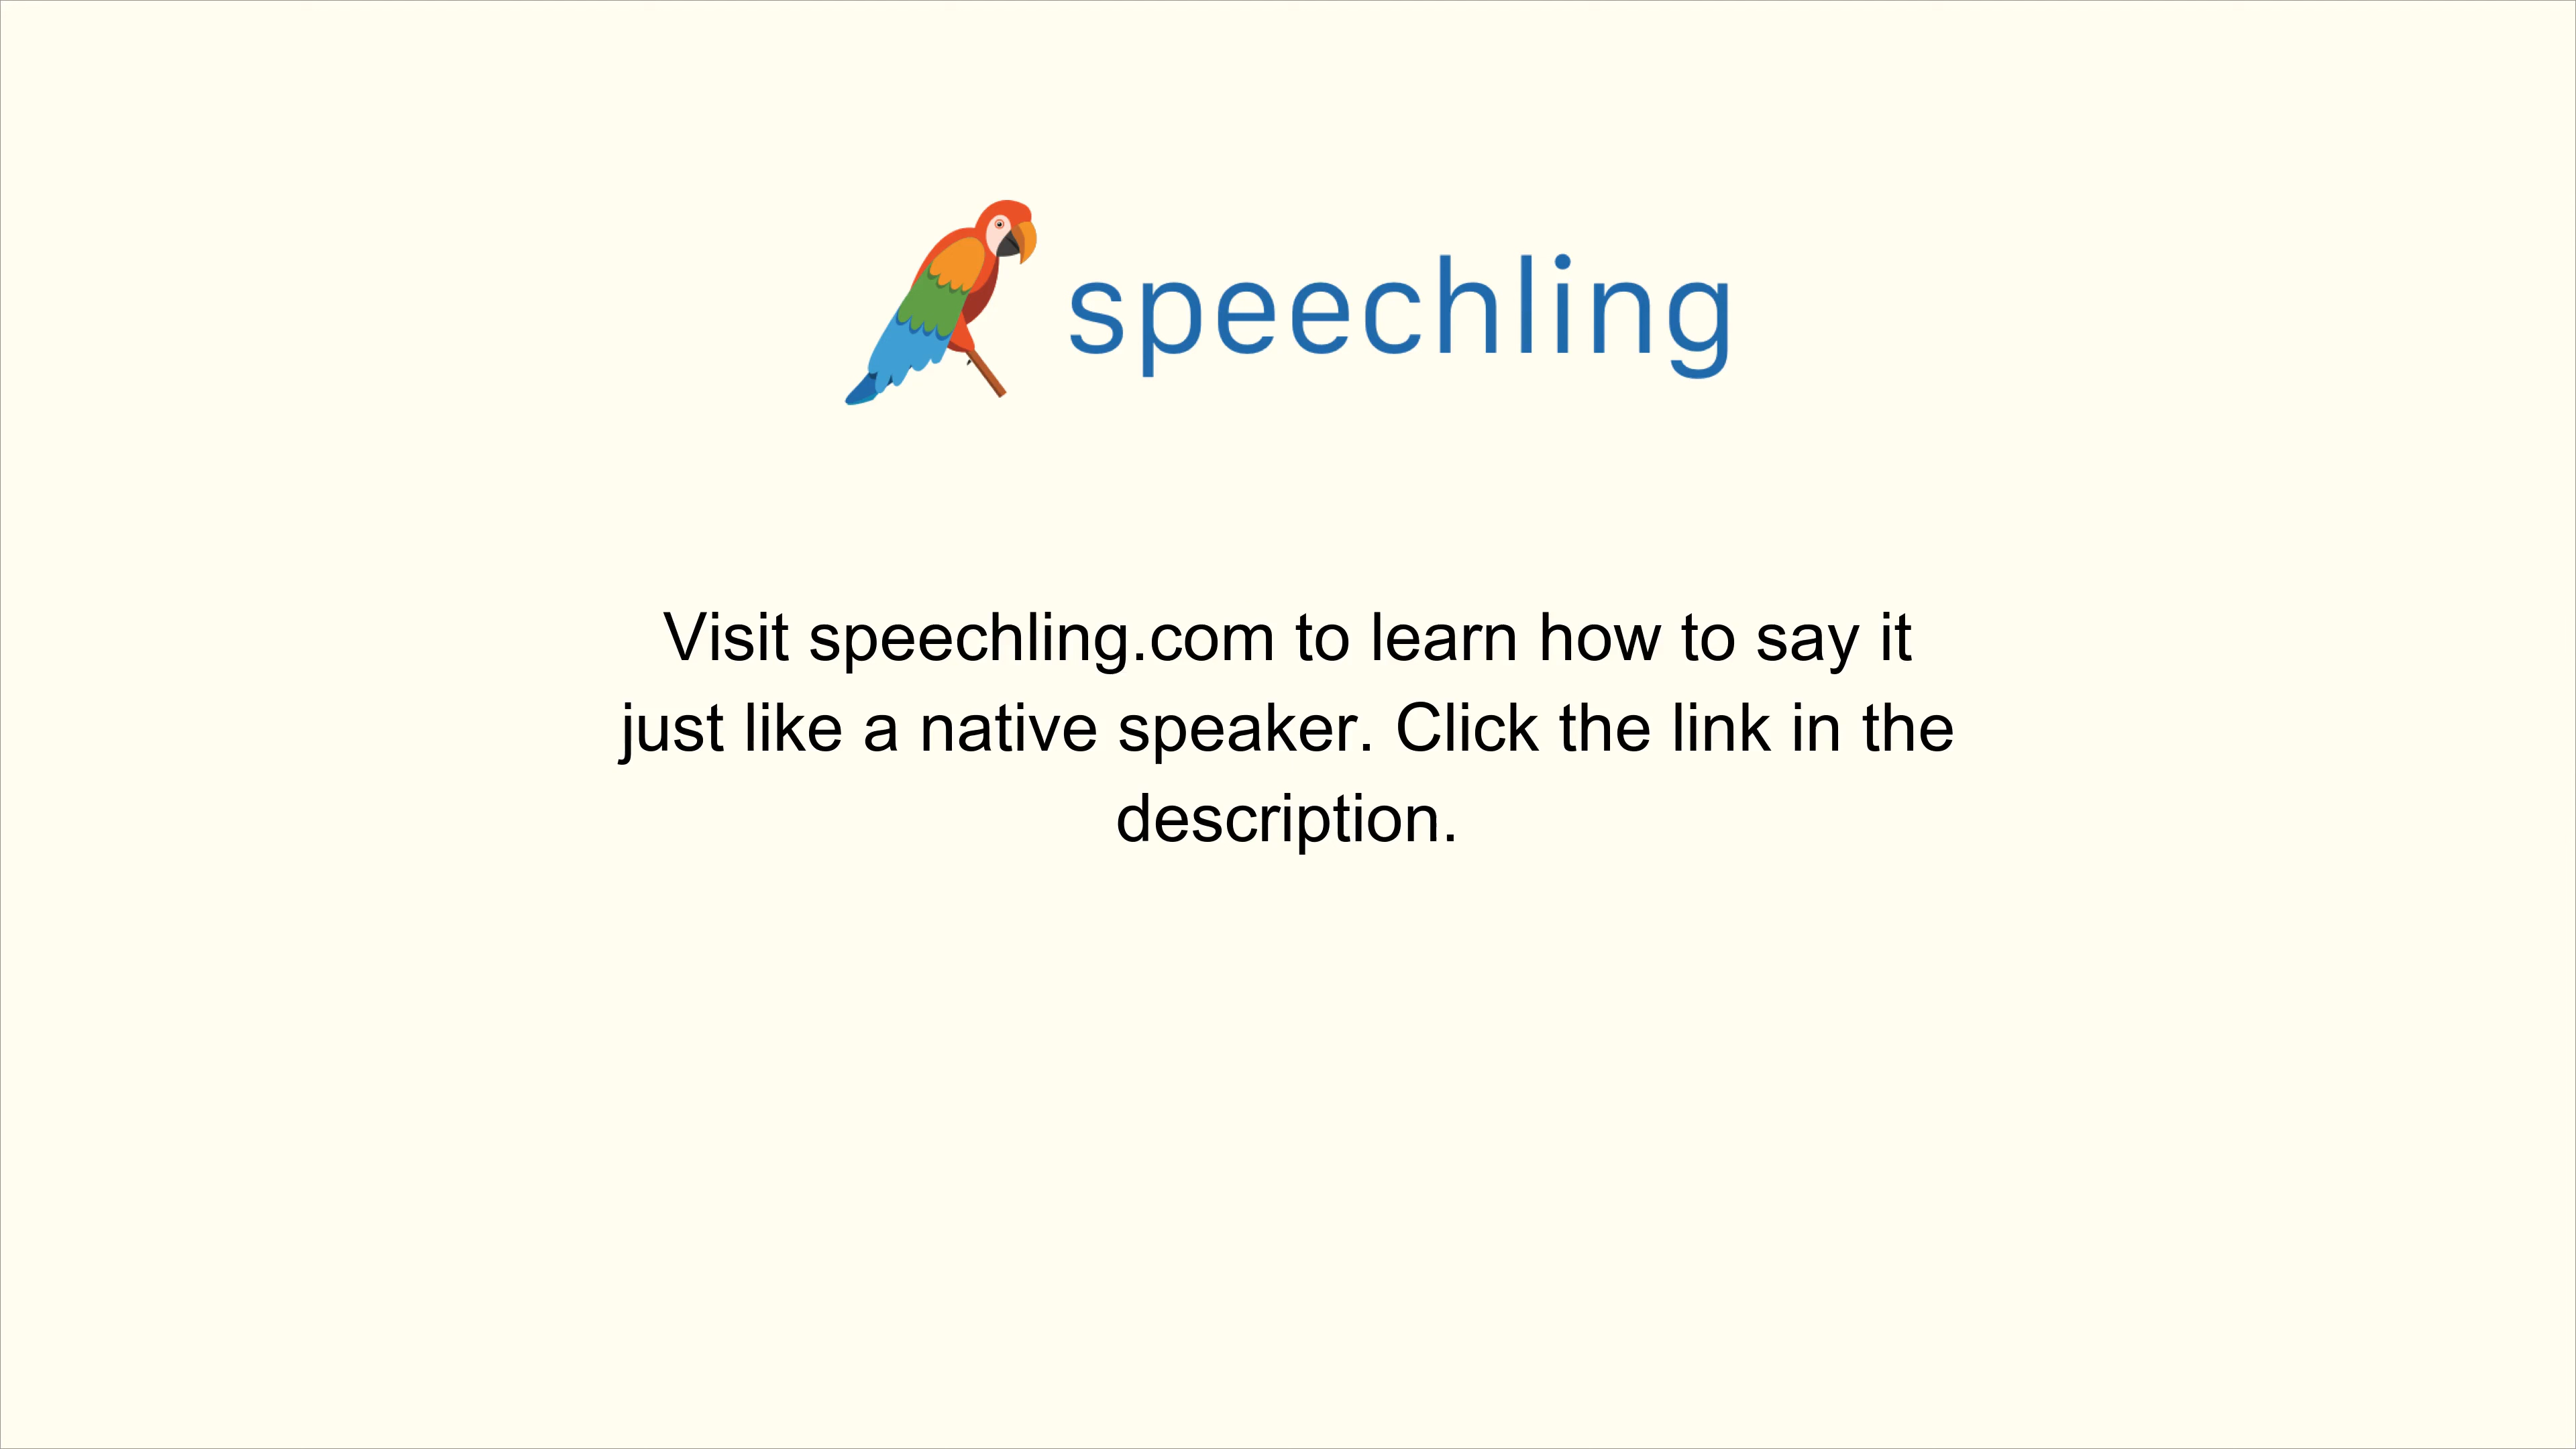 speechling
Visit speechling.com to learn how to say it
just like a native speaker. Click the link in the
description.